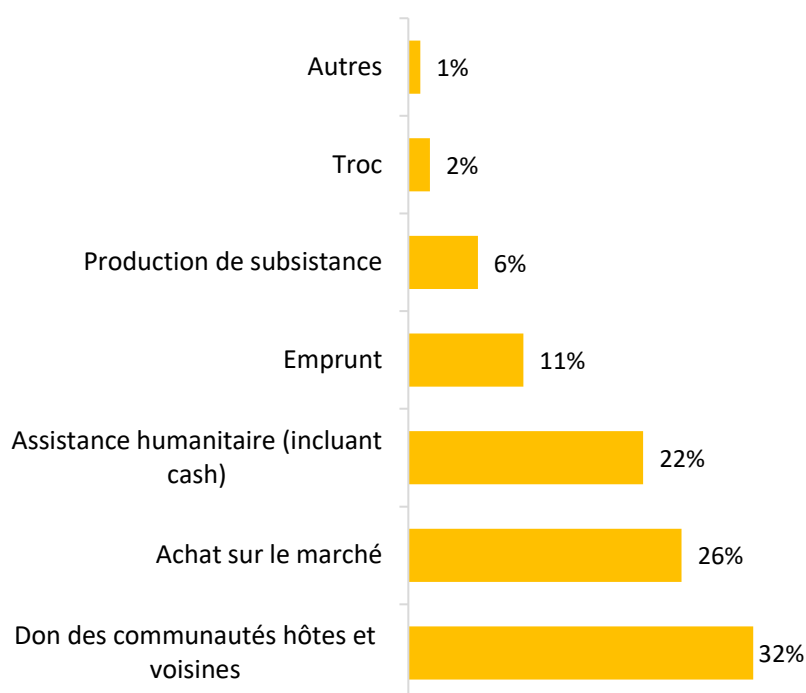 Autres 1%
Troc 2%
Production de subsistance 6%
Emprunt 11%
Assistance humanitaire (incluant
cash) 22%
Achat sur le marché 26%
Don des communautés hôtes et
voisines 32%